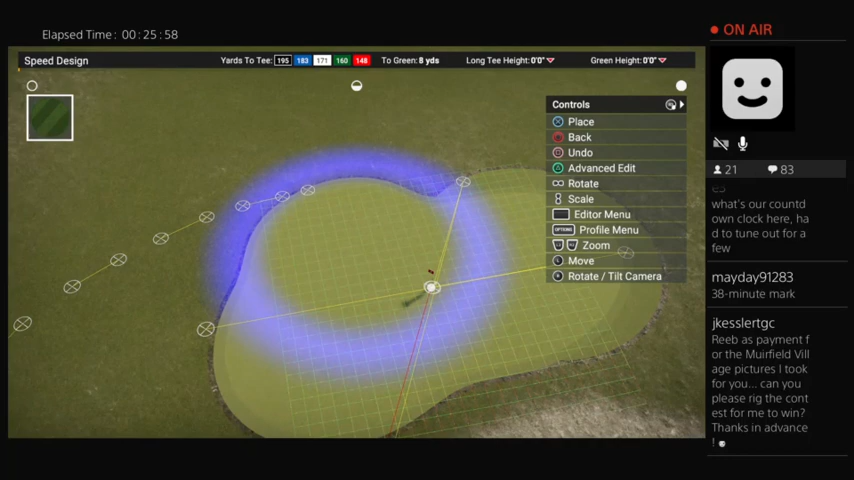 Elapsed Time : 00:25:58
ON AIR
Speed Design
Yards To Tee: 195 183 171 160 148 To Green: 8 yds Long Tee Height: 0'0" Green Height: 0'0"
Controls
Place
Back
Undo
Advanced Edit
Rotate
Scale
Editor Menu
OPTIONS Profile Menu
Zoom
Move
Rotate / Tilt Camera
21 83
what's our countd
own clock here, ha
d to tune out for a
few
mayday91283
38-minute mark
jkesslertgc
Reeb as payment f
or the Muirfield Vill
age pictures I took
for you... can you
please rig the cont
est for me to win?
Thanks in advance
!